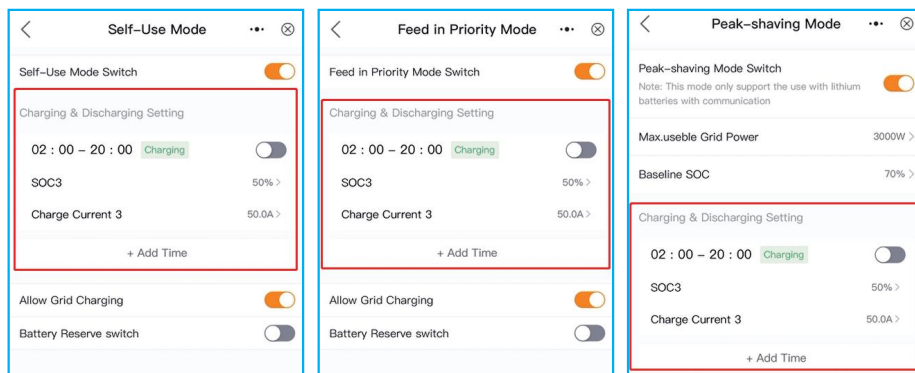 Self-Use Mode
Self-Use Mode Switch
Charging & Discharging Setting
02 : 00 - 20 : 00 Charging
SOC3 50% >
Charge Current 3 50.0A >
+ Add Time
Allow Grid Charging
Battery Reserve switch
Feed in Priority Mode
Feed in Priority Mode Switch
Charging & Discharging Setting
02 : 00 - 20 : 00 Charging
SOC3 50% >
Charge Current 3 50.0A >
+ Add Time
Allow Grid Charging
Battery Reserve switch
Peak-shaving Mode
Peak-shaving Mode Switch
Note: This mode only support the use with lithium
batteries with communication
Max.useble Grid Power 3000W >
Baseline SOC 70% >
Charging & Discharging Setting
02 : 00 - 20 : 00 Charging
SOC3 50% >
Charge Current 3 50.0A >
+ Add Time